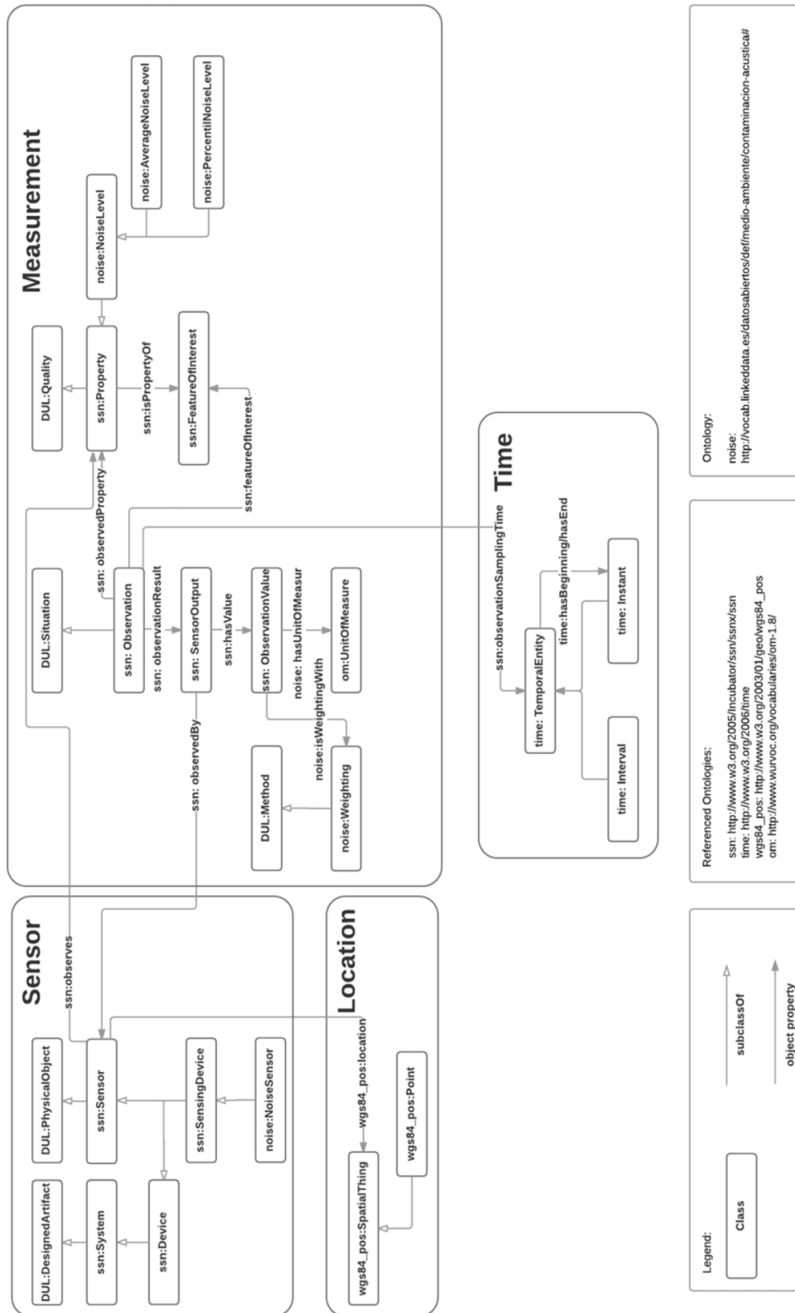 Sensor
DUL:DesignedArtifact
DUL:PhysicalObject
ssn:System
ssn:Sensor
ssn:observes
ssn:Device
ssn:SensingDevice
noise:NoiseSensor
Location
wgs84_pos:location
wgs84_pos:SpatialThing
wgs84_pos:Point
Measurement
DUL:Situation
DUL:Quality
ssn: observedProperty
ssn: Observation
ssn:Property
noise:NoiseLevel
noise:AverageNoiseLevel
noise:PercentilNoiseLevel
ssn: observationResult
ssn:isPropertyOf
ssn: observedBy
ssn: SensorOutput
ssn:FeatureOfInterest
ssn:hasValue
ssn:featureOfInterest
DUL:Method
ssn: ObservationValue
noise: hasUnitOfMeasur
noise:isWeightingWith
noise:Weighting
om:UnitOfMeasure
Time
ssn:observationSamplingTime
time: TemporalEntity
time:hasBeginning/hasEnd
time: Interval
time: Instant
Legend:
Class
subclassOf
object property
Referenced Ontologies:
ssn: http://www.w3.org/2005/Incubator/ssn/ssnx/ssn
time: http://www.w3.org/2006/time
wgs84_pos: http://www.w3.org/2003/01/geo/wgs84_pos
om: http://www.wurvoc.org/vocabularies/om-1.8/
Ontology:
noise:
http://vocab.linkeddata.es/datosabiertos/def/medio-ambiente/contaminacion-acustica#